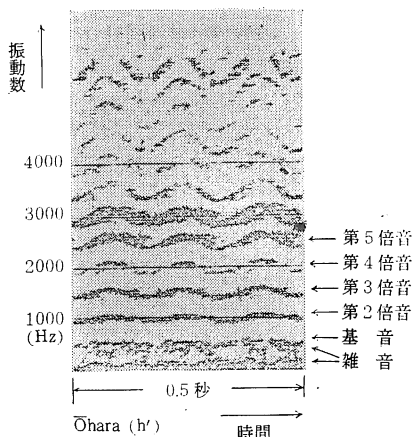 振動数
4000
3000
2000
1000
(Hz)
第5倍音
第4倍音
第3倍音
第2倍音
基 音
雑 音
0.5秒
Ōhara (h′)
時間